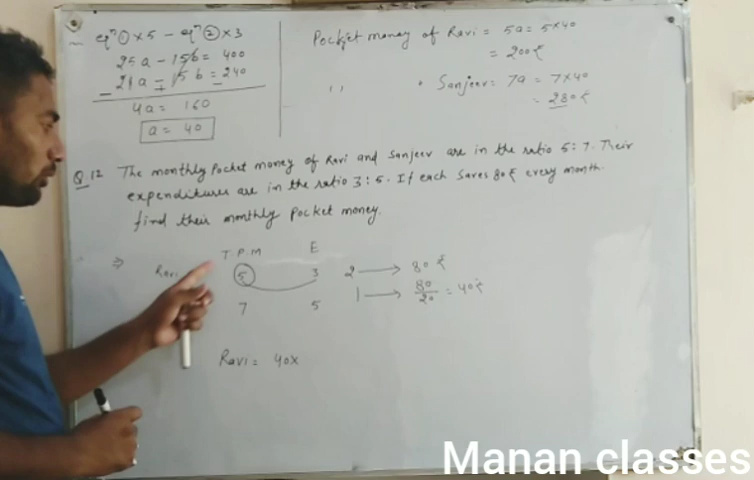 eqⁿ ① × 5 - eqⁿ ② × 3
25a - 15b = 400
- 21a - 15b = 240
4a = 160
a = 40
Pocket money of Ravi = 5a = 5 × 40
= 200 ₹
,, Sanjeev = 7a = 7 × 40
= 280 ₹
Q.12 The monthly Pocket money of Ravi and Sanjeev are in the ratio 5 : 7. Their
expenditures are in the ratio 3 : 5. If each saves 80 ₹ every month.
find their monthly Pocket money.
⇒ T.P.M E
Ravi 5 3 2 → 80 ₹
7 5 1 → 80/20 = 40 ₹
Ravi = 40x
Manan classes